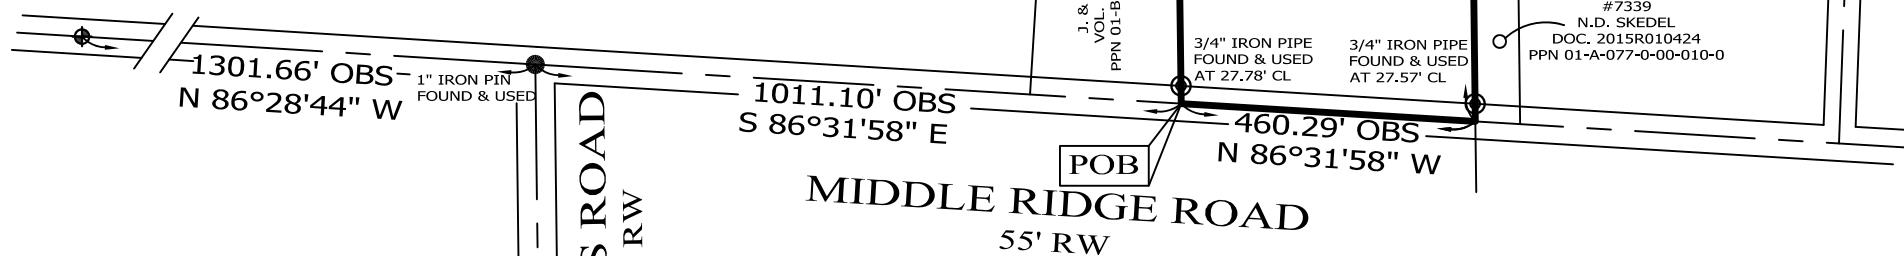 1301.66' OBS
N 86°28'44" W
1" IRON PIN
FOUND & USED
S ROAD
RW
1011.10' OBS
S 86°31'58" E
J. &
VOL.
PPN 01-B
3/4" IRON PIPE
FOUND & USED
AT 27.78' CL
3/4" IRON PIPE
FOUND & USED
AT 27.57' CL
#7339
N.D. SKEDEL
DOC. 2015R010424
PPN 01-A-077-0-00-010-0
460.29' OBS
N 86°31'58" W
POB
MIDDLE RIDGE ROAD
55' RW